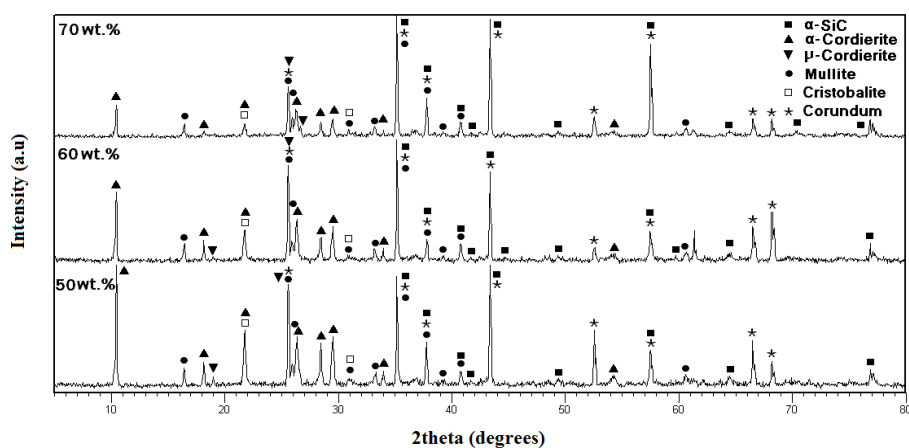 70 wt.%
α-SiC
α-Cordierite
μ-Cordierite
Mullite
Cristobalite
Corundum
60 wt.%
50 wt.%
Intensity (a.u)
10 20 30 40 50 60 70 80
2theta (degrees)